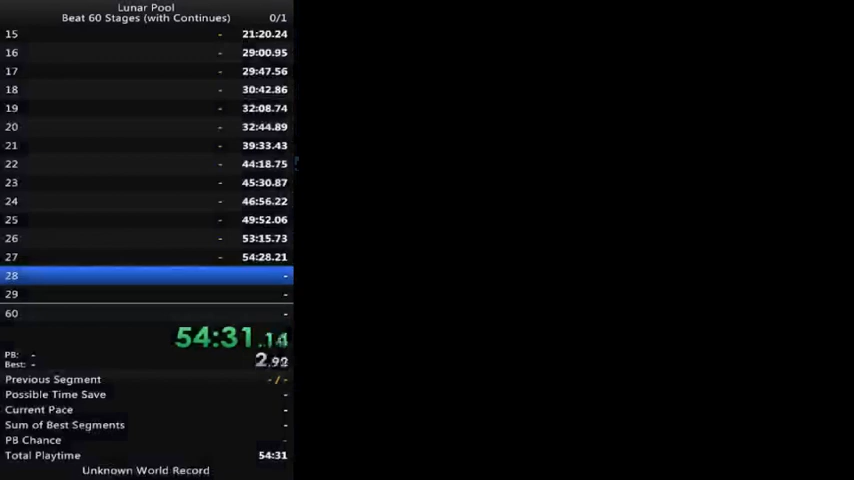 Lunar Pool
Beat 60 Stages (with Continues) 0/1
15 - 21:20.24
16 - 29:00.95
17 - 29:47.56
18 - 30:42.86
19 - 32:08.74
20 - 32:44.89
21 - 39:33.43
22 - 44:18.75
23 - 45:30.87
24 - 46:56.22
25 - 49:52.06
26 - 53:15.73
27 - 54:28.21
28 -
29 -
60 -
54:31.14
PB: -
2.92
Best: -
Previous Segment - / -
Possible Time Save -
Current Pace -
Sum of Best Segments -
PB Chance -
Total Playtime 54:31
Unknown World Record